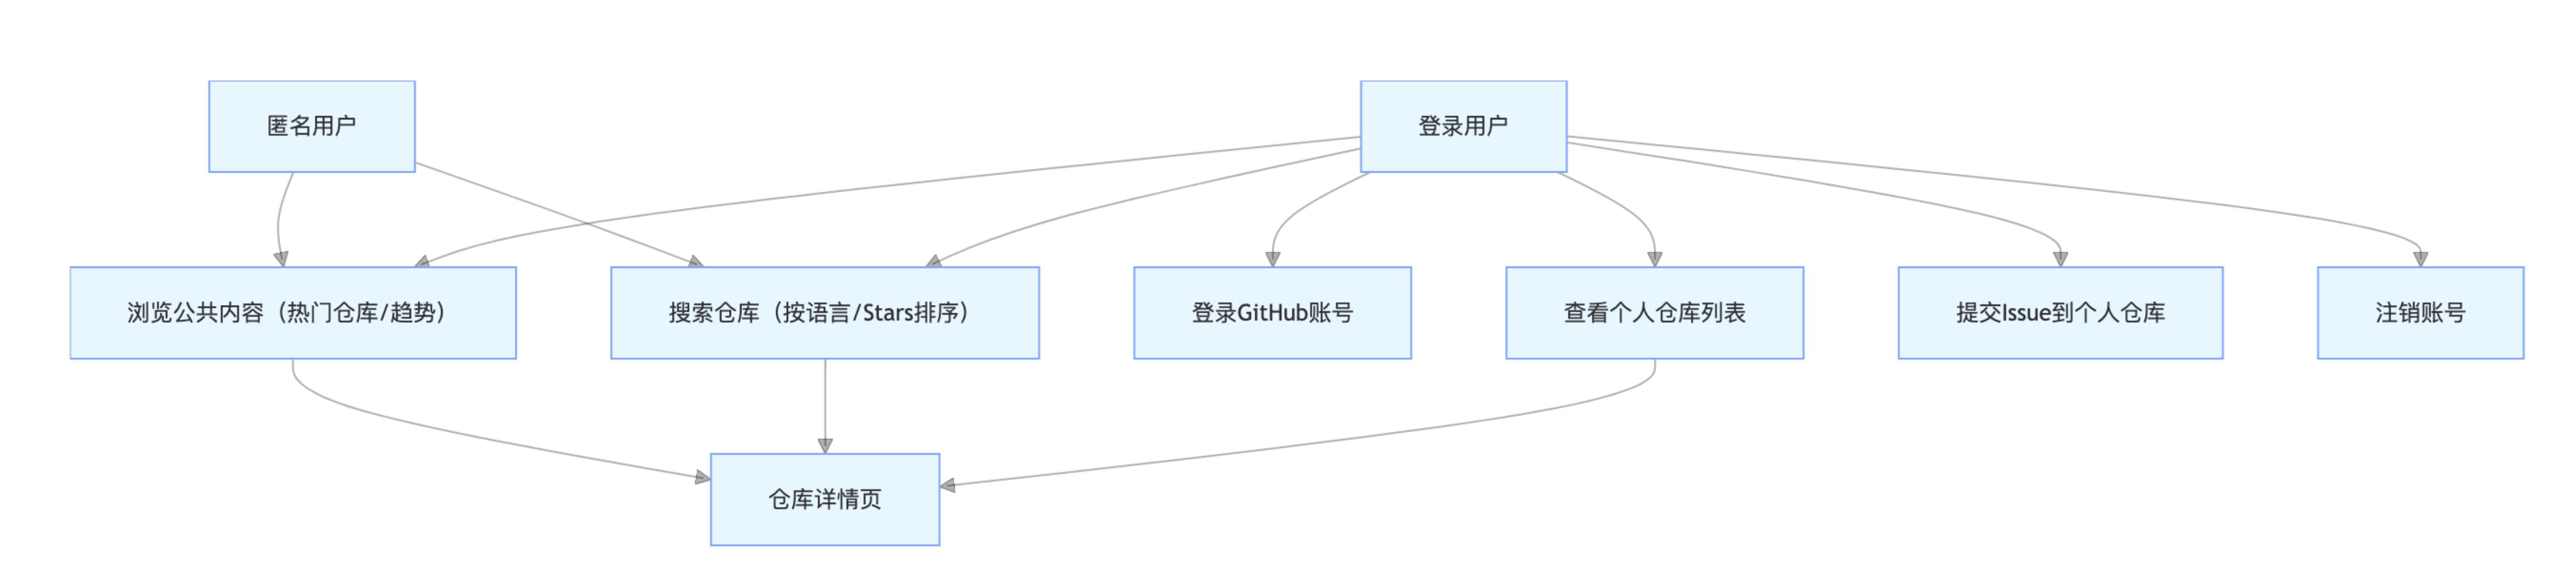 匿名用户
登录用户
浏览公共内容（热门仓库/趋势）
搜索仓库（按语言/Stars排序）
登录GitHub账号
查看个人仓库列表
提交Issue到个人仓库
注销账号
仓库详情页